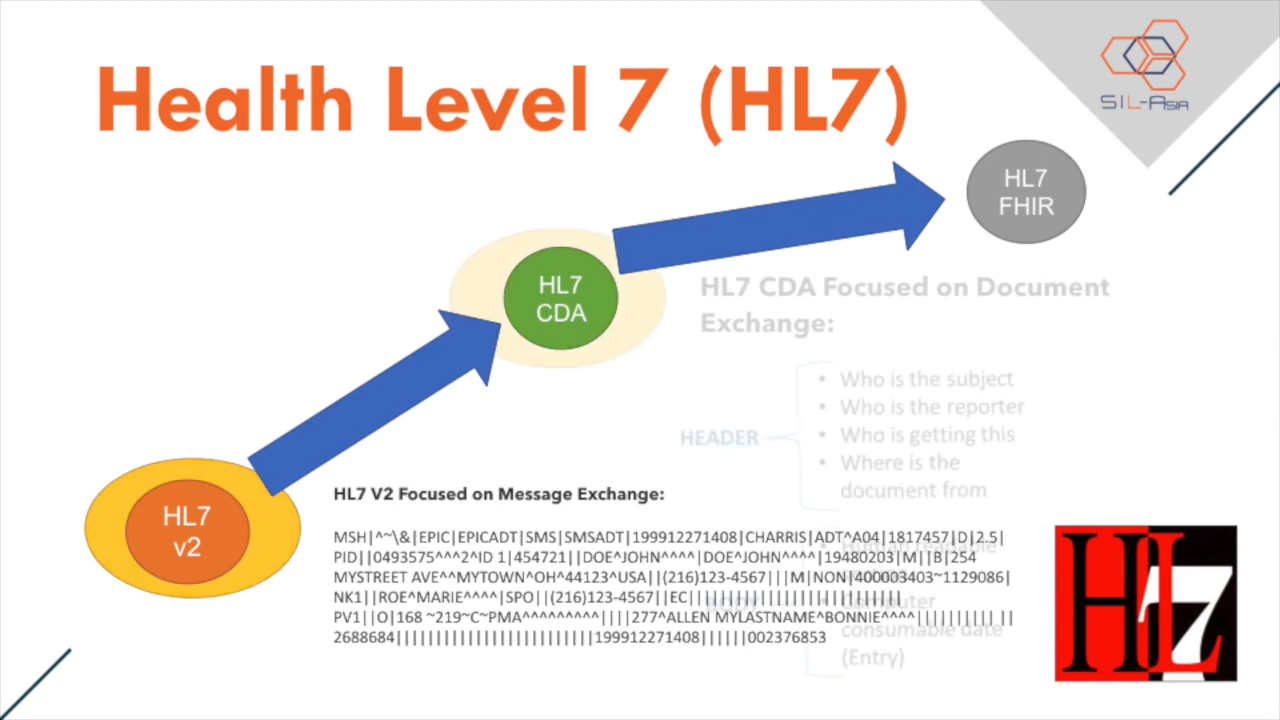 Health Level 7 (HL7)
SIL-Asia
HL7
FHIR
HL7
CDA
HL7 CDA Focused on Document
Exchange:
HEADER
• Who is the subject
• Who is the reporter
• Who is getting this
• Where is the
document from
HL7
v2
HL7 V2 Focused on Message Exchange:
MSH|^~\&|EPIC|EPICADT|SMS|SMSADT|199912271408|CHARRIS|ADT^A04|1817457|D|2.5|
PID||0493575^^^2^ID 1|454721||DOE^JOHN^^^^|DOE^JOHN^^^^|19480203|M||B|254
MYSTREET AVE^^MYTOWN^OH^44123^USA||(216)123-4567|||M|NON|400003403~1129086|
NK1||ROE^MARIE^^^^|SPO||(216)123-4567||EC|||||||||||||||||||||||||||
PV1||O|168 ~219~C~PMA^^^^^^^^^||||277^ALLEN MYLASTNAME^BONNIE^^^^|||||||||| ||
2688684|||||||||||||||||||||||||199912271408||||||002376853
• Human readable
BODY
• Computer
consumable date
(Entry)
HL7